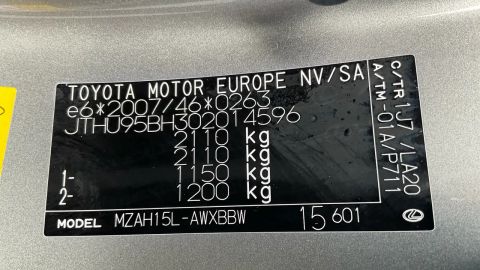 TOYOTA MOTOR EUROPE NV/SA
e6*2007/46*0263
JTHU95BH302014596
2110 kg
2110 kg
1- 1150 kg
2- 1200 kg
MODEL MZAH15L-AWXBBW 15 601
C/TR 1J7 /LA20
A/TM -01A/P711